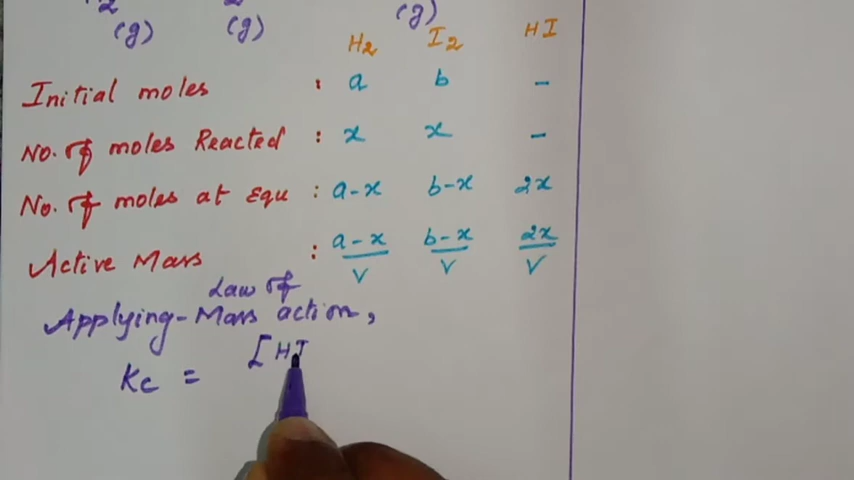 (g) (g) (g)
H2 I2 HI
Initial moles : a b -
No. of moles Reacted : x x -
No. of moles at Equ : a-x b-x 2x
Active Mass : a-x/V b-x/V 2x/V
Law of
Applying - Mass action,
Kc = [HI